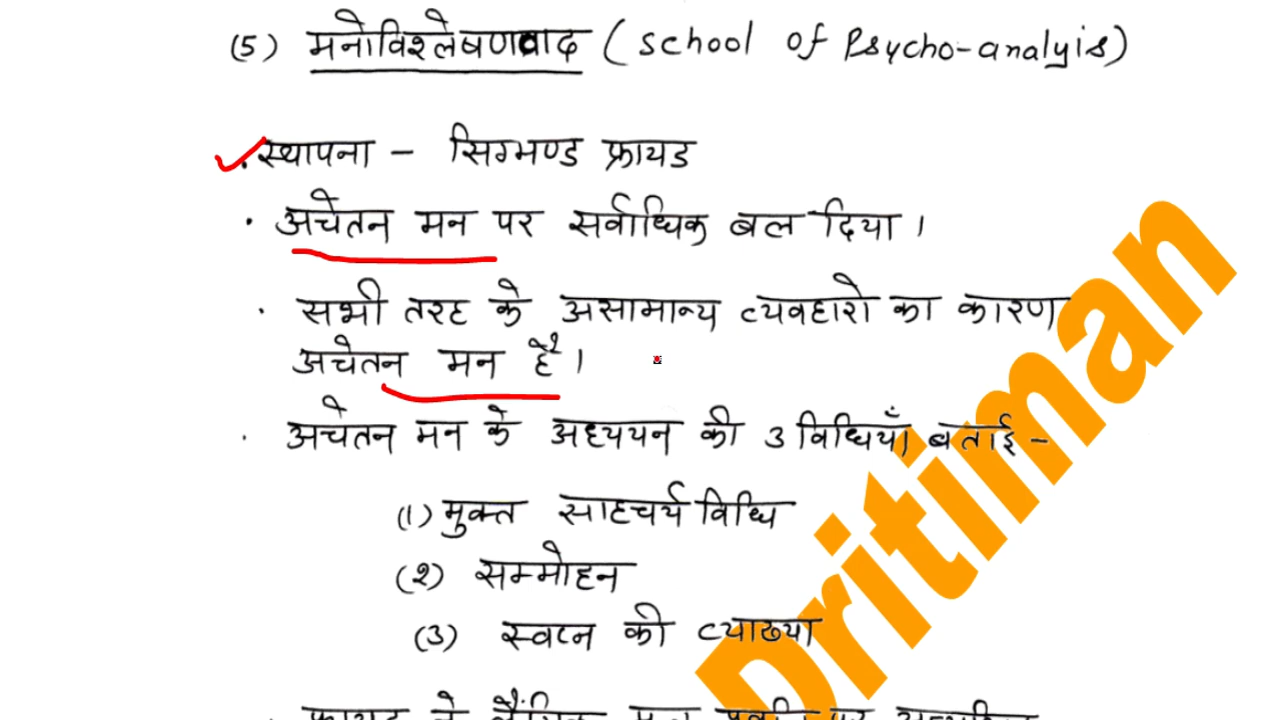 (5) मनोविश्लेषणवाद (School of Psycho-analyis)
. स्थापना - सिग्मण्ड फ्रायड
· अचेतन मन पर सर्वाधिक बल दिया।
· सभी तरह के असामान्य व्यवहारो का कारण
अचेतन मन है।
· अचेतन मन के अध्ययन की 3 विधियाँ बताई -
(1) मुक्त साहचर्य विधि
(2) सम्मोहन
(3) स्वप्न की व्याख्या
Dritiman